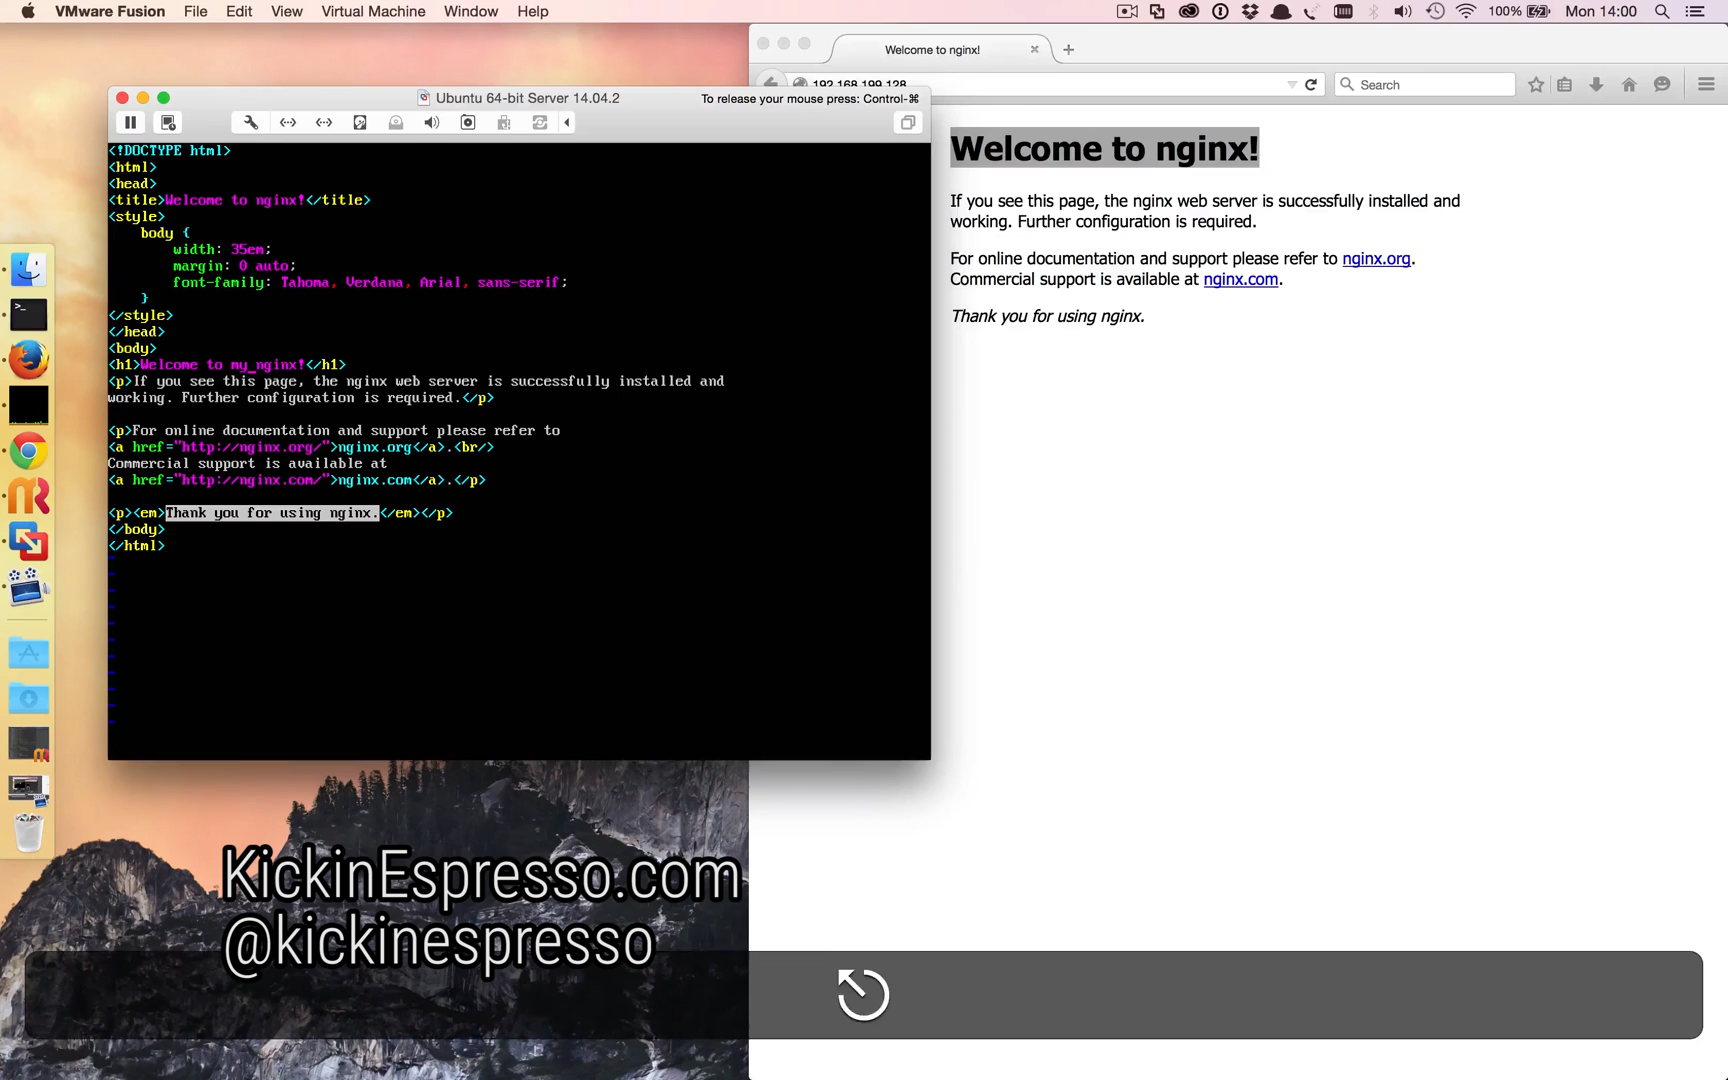 VMware Fusion File Edit View Virtual Machine Window Help 100% Mon 14:00
Welcome to nginx!
192.168.199.128
Search
Ubuntu 64-bit Server 14.04.2
To release your mouse press: Control-⌘
<!DOCTYPE html>
<html>
<head>
<title>Welcome to nginx!</title>
<style>
body {
width: 35em;
margin: 0 auto;
font-family: Tahoma, Verdana, Arial, sans-serif;
}
</style>
</head>
<body>
<h1>Welcome to my_nginx!</h1>
<p>If you see this page, the nginx web server is successfully installed and
working. Further configuration is required.</p>
<p>For online documentation and support please refer to
<a href="http://nginx.org/">nginx.org</a>.<br/>
Commercial support is available at
<a href="http://nginx.com/">nginx.com</a>.</p>
<p><em>Thank you for using nginx.</em></p>
</body>
</html>
~
~
~
~
~
~
~
~
~
~
Welcome to nginx!
If you see this page, the nginx web server is successfully installed and
working. Further configuration is required.
For online documentation and support please refer to nginx.org.
Commercial support is available at nginx.com.
Thank you for using nginx.
KickinEspresso.com
@kickinespresso